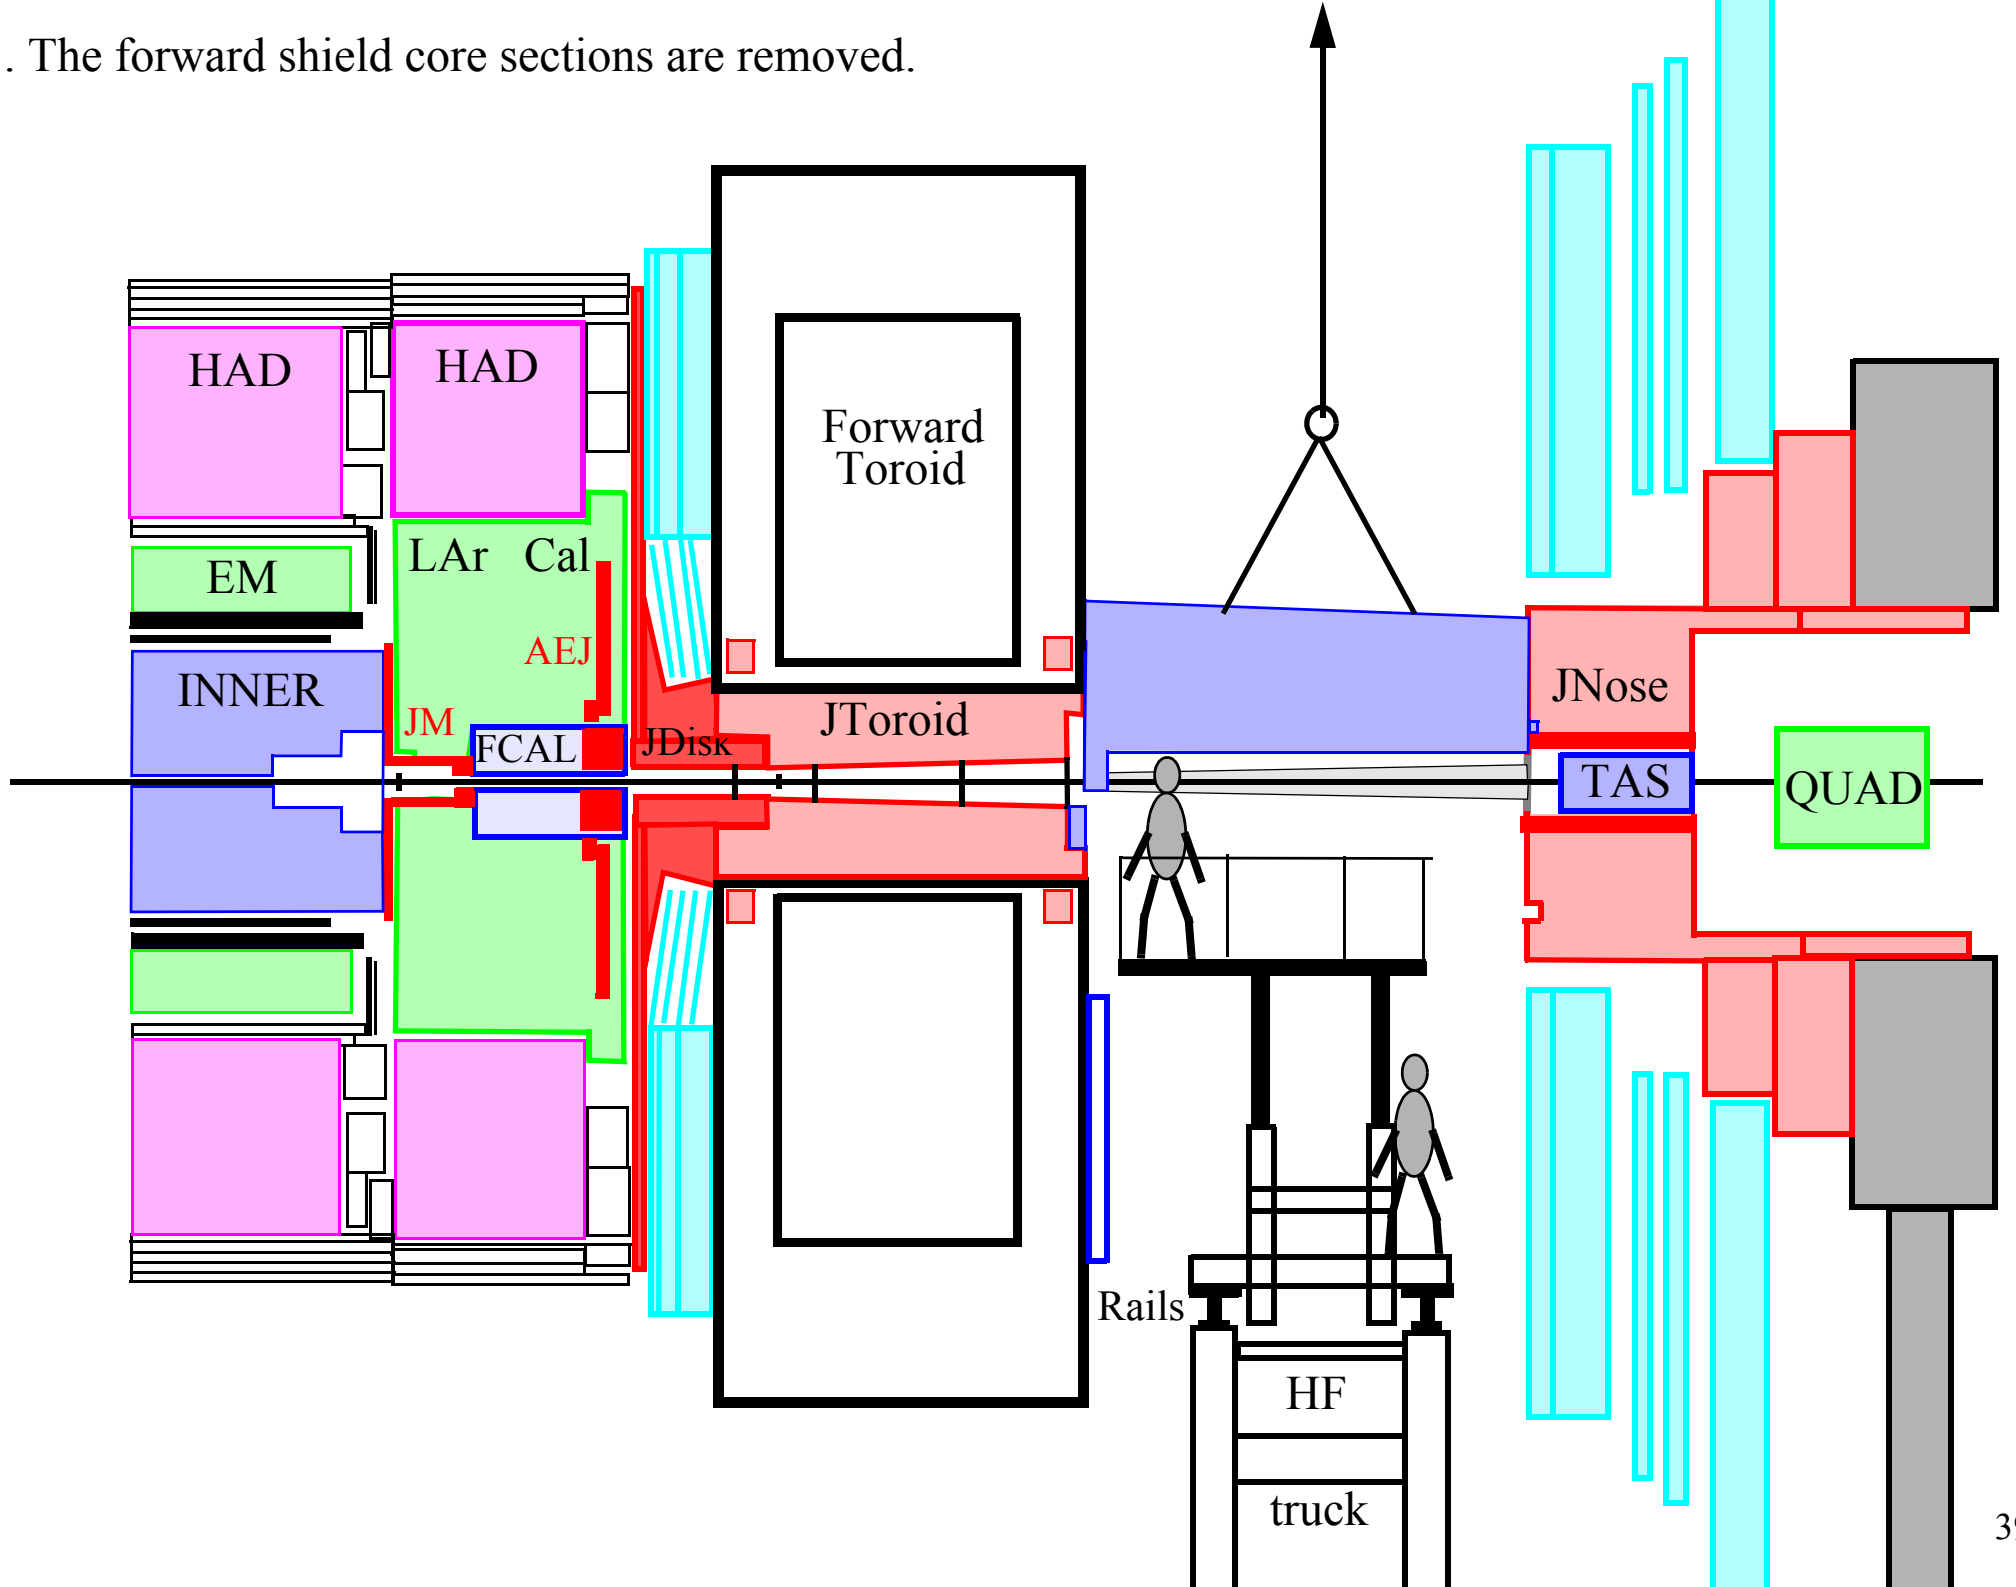 . The forward shield core sections are removed.
HAD
HAD
Forward
Toroid
LAr Cal
EM
AEJ
INNER
JM
FCAL
JDisk
JToroid
JNose
TAS
QUAD
Rails
HF
truck